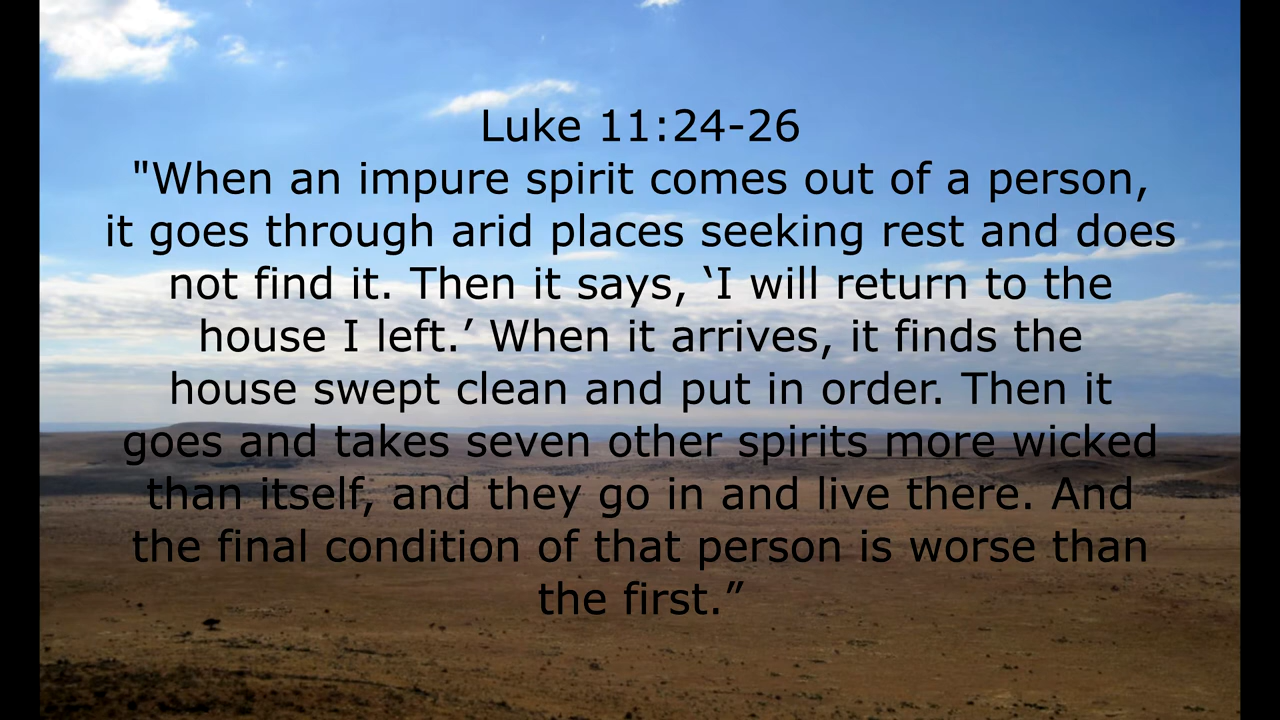 Luke 11:24-26
"When an impure spirit comes out of a person,
it goes through arid places seeking rest and does
not find it. Then it says, ‘I will return to the
house I left.’ When it arrives, it finds the
house swept clean and put in order. Then it
goes and takes seven other spirits more wicked
than itself, and they go in and live there. And
the final condition of that person is worse than
the first.”